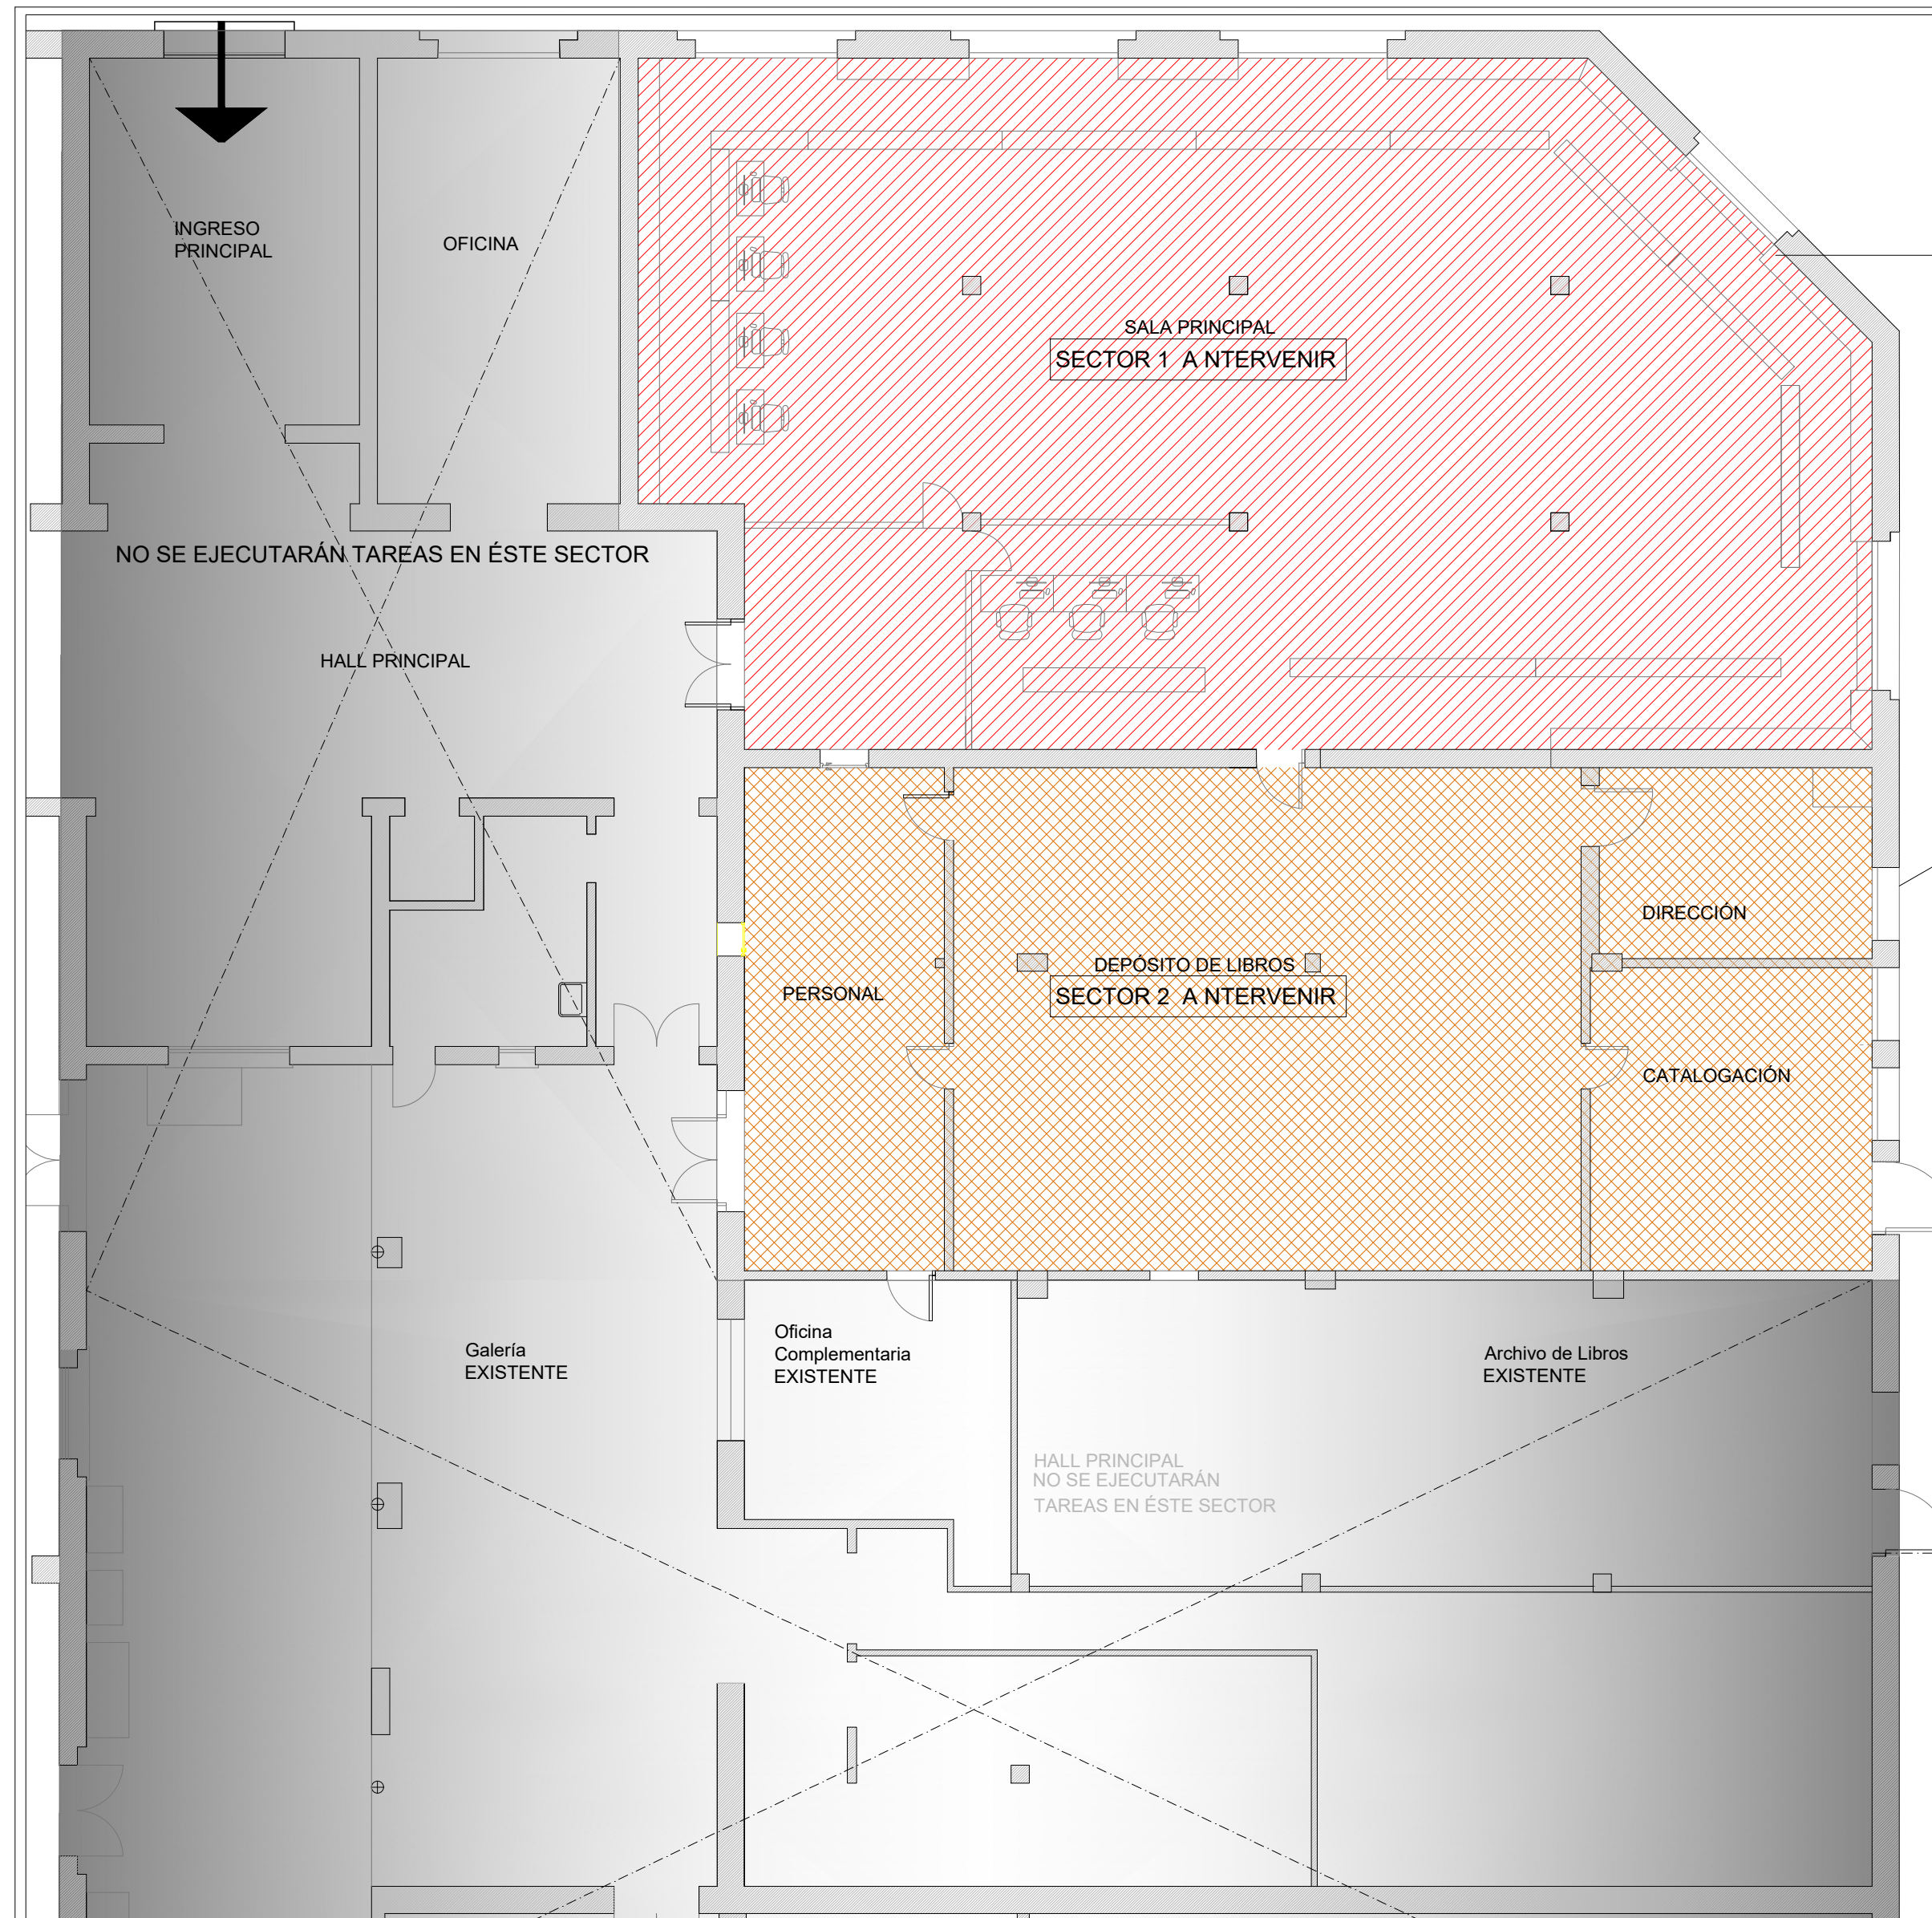 INGRESO
PRINCIPAL
OFICINA
SALA PRINCIPAL
SECTOR 1 A NTERVENIR
NO SE EJECUTARÁN TAREAS EN ÉSTE SECTOR
HALL PRINCIPAL
DIRECCIÓN
DEPÓSITO DE LIBROS
SECTOR 2 A NTERVENIR
PERSONAL
CATALOGACIÓN
Galería
EXISTENTE
Oficina
Complementaria
EXISTENTE
Archivo de Libros
EXISTENTE
HALL PRINCIPAL
NO SE EJECUTARÁN
TAREAS EN ÉSTE SECTOR